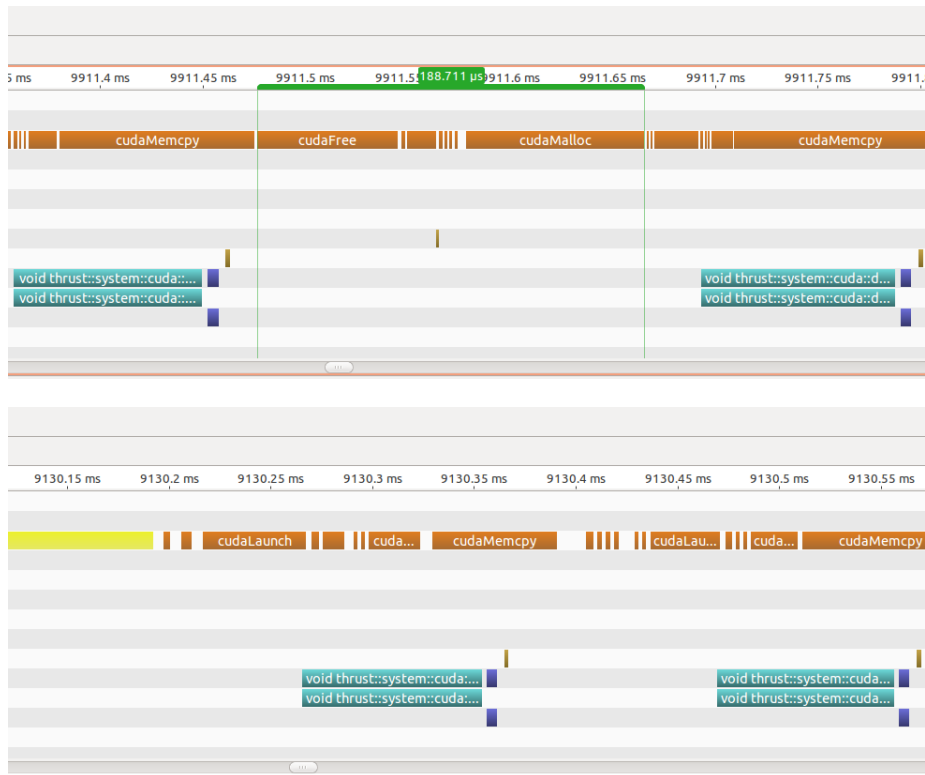 5 ms 9911.4 ms 9911.45 ms 9911.5 ms 9911.55 188.711 µs 9911.6 ms 9911.65 ms 9911.7 ms 9911.75 ms 9911.
cudaMemcpy cudaFree cudaMalloc cudaMemcpy
void thrust::system::cuda::... void thrust::system::cuda::d...
void thrust::system::cuda::... void thrust::system::cuda::d...
9130.15 ms 9130.2 ms 9130.25 ms 9130.3 ms 9130.35 ms 9130.4 ms 9130.45 ms 9130.5 ms 9130.55 ms
cudaLaunch cuda... cudaMemcpy cudaLau... cuda... cudaMemcpy
void thrust::system::cuda:... void thrust::system::cuda...
void thrust::system::cuda:... void thrust::system::cuda...